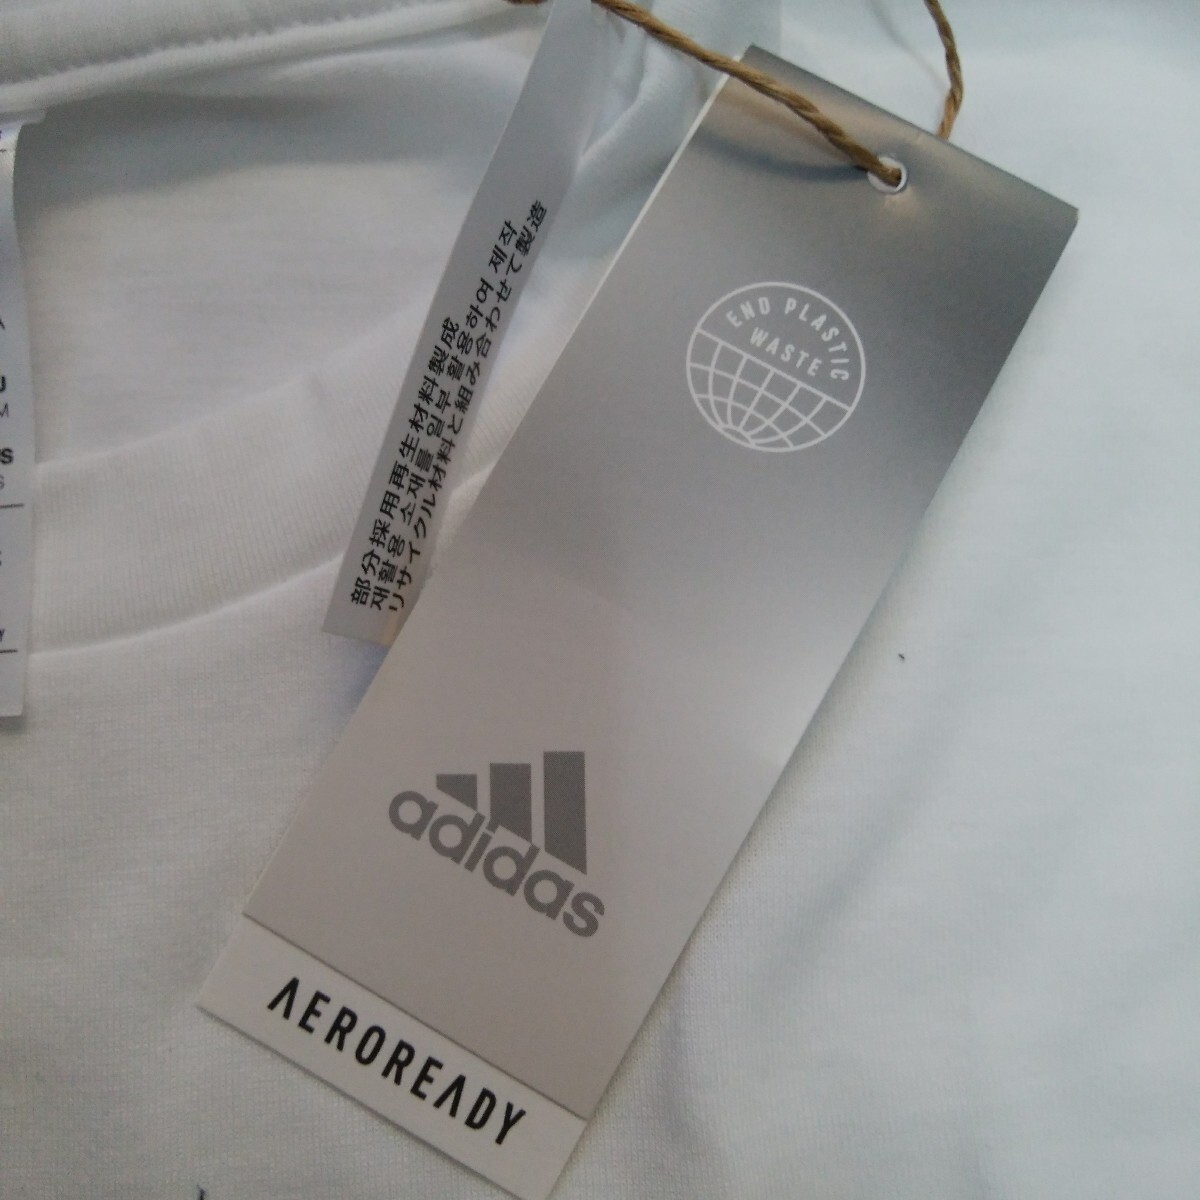 部分採用再生材料製成
재활용 소재를 일부 활용하여 제작
リサイクル材料と組み合わせて製造
END PLASTIC
WASTE
adidas
AEROREADY
U
M
S
S